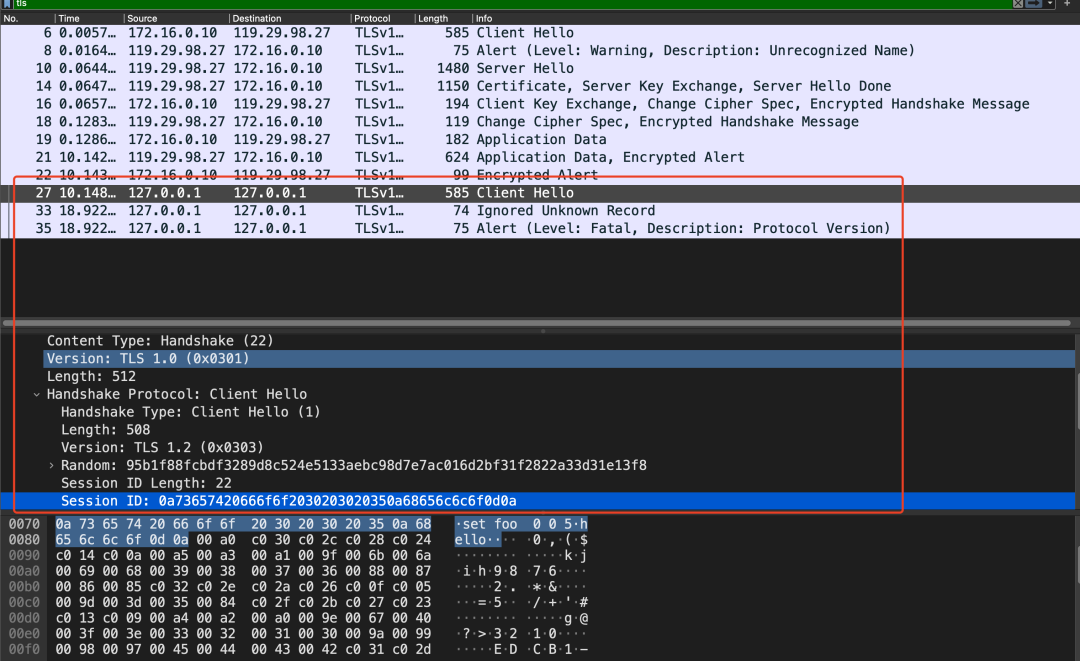 tls
No. Time Source Destination Protocol Length Info
6 0.0057… 172.16.0.10 119.29.98.27 TLSv1… 585 Client Hello
8 0.0164… 119.29.98.27 172.16.0.10 TLSv1… 75 Alert (Level: Warning, Description: Unrecognized Name)
10 0.0644… 119.29.98.27 172.16.0.10 TLSv1… 1480 Server Hello
14 0.0647… 119.29.98.27 172.16.0.10 TLSv1… 1150 Certificate, Server Key Exchange, Server Hello Done
16 0.0657… 172.16.0.10 119.29.98.27 TLSv1… 194 Client Key Exchange, Change Cipher Spec, Encrypted Handshake Message
18 0.1283… 119.29.98.27 172.16.0.10 TLSv1… 119 Change Cipher Spec, Encrypted Handshake Message
19 0.1286… 172.16.0.10 119.29.98.27 TLSv1… 182 Application Data
21 10.142… 119.29.98.27 172.16.0.10 TLSv1… 624 Application Data, Encrypted Alert
22 10.143… 172.16.0.10 119.29.98.27 TLSv1… 99 Encrypted Alert
27 10.148… 127.0.0.1 127.0.0.1 TLSv1… 585 Client Hello
33 18.922… 127.0.0.1 127.0.0.1 TLSv1… 74 Ignored Unknown Record
35 18.922… 127.0.0.1 127.0.0.1 TLSv1… 75 Alert (Level: Fatal, Description: Protocol Version)
Content Type: Handshake (22)
Version: TLS 1.0 (0x0301)
Length: 512
Handshake Protocol: Client Hello
Handshake Type: Client Hello (1)
Length: 508
Version: TLS 1.2 (0x0303)
Random: 95b1f88fcbdf3289d8c524e5133aebc98d7e7ac016d2bf31f2822a33d31e13f8
Session ID Length: 22
Session ID: 0a73657420666f6f2030203020350a68656c6c6f0d0a
0070 0a 73 65 74 20 66 6f 6f 20 30 20 30 20 35 0a 68 ·set foo 0 0 5·h
0080 65 6c 6c 6f 0d 0a 00 a0 c0 30 c0 2c c0 28 c0 24 ello·· ·· ·0·,·(·$
0090 c0 14 c0 0a 00 a5 00 a3 00 a1 00 9f 00 6b 00 6a ········ ·····k·j
00a0 00 69 00 68 00 39 00 38 00 37 00 36 00 88 00 87 ·i·h·9·8 ·7·6····
00b0 00 86 00 85 c0 32 c0 2e c0 2a c0 26 c0 0f c0 05 ·····2·. ·*·&····
00c0 00 9d 00 3d 00 35 00 84 c0 2f c0 2b c0 27 c0 23 ···=·5·· ·/·+·'·#
00d0 c0 13 c0 09 00 a4 00 a2 00 a0 00 9e 00 67 00 40 ········ ·····g·@
00e0 00 3f 00 3e 00 33 00 32 00 31 00 30 00 9a 00 99 ·?·>·3·2 ·1·0····
00f0 00 98 00 97 00 45 00 44 00 43 00 42 c0 31 c0 2d ·····E·D ·C·B·1·-